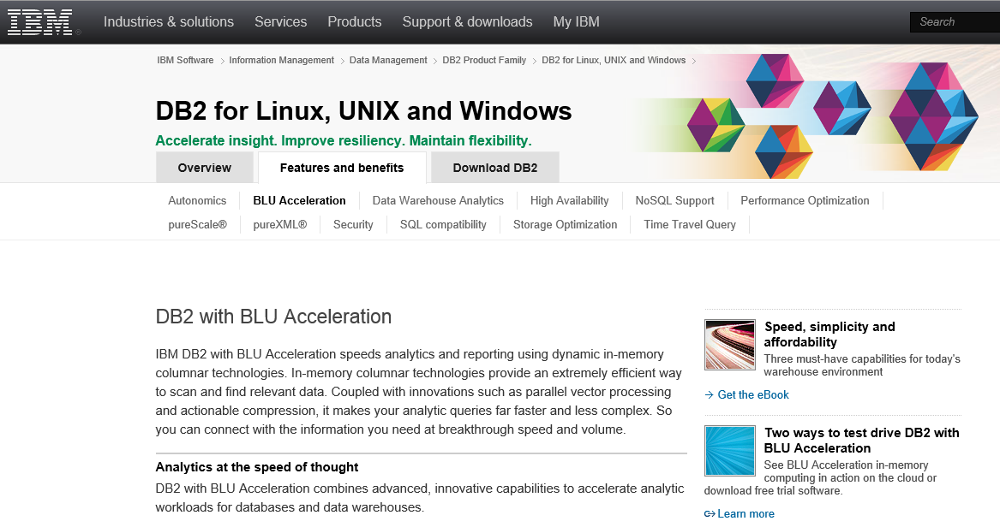 IBM®
Industries & solutions Services Products Support & downloads My IBM Search
IBM Software > Information Management > Data Management > DB2 Product Family > DB2 for Linux, UNIX and Windows >
DB2 for Linux, UNIX and Windows
Accelerate insight. Improve resiliency. Maintain flexibility.
Overview Features and benefits Download DB2
Autonomics BLU Acceleration Data Warehouse Analytics High Availability NoSQL Support Performance Optimization
pureScale® pureXML® Security SQL compatibility Storage Optimization Time Travel Query
DB2 with BLU Acceleration
IBM DB2 with BLU Acceleration speeds analytics and reporting using dynamic in-memory
columnar technologies. In-memory columnar technologies provide an extremely efficient way
to scan and find relevant data. Coupled with innovations such as parallel vector processing
and actionable compression, it makes your analytic queries far faster and less complex. So
you can connect with the information you need at breakthrough speed and volume.
Analytics at the speed of thought
DB2 with BLU Acceleration combines advanced, innovative capabilities to accelerate analytic
workloads for databases and data warehouses.
Speed, simplicity and
affordability
Three must-have capabilities for today's
warehouse environment
→ Get the eBook
Two ways to test drive DB2 with
BLU Acceleration
See BLU Acceleration in-memory
computing in action on the cloud or
download free trial software.
Learn more